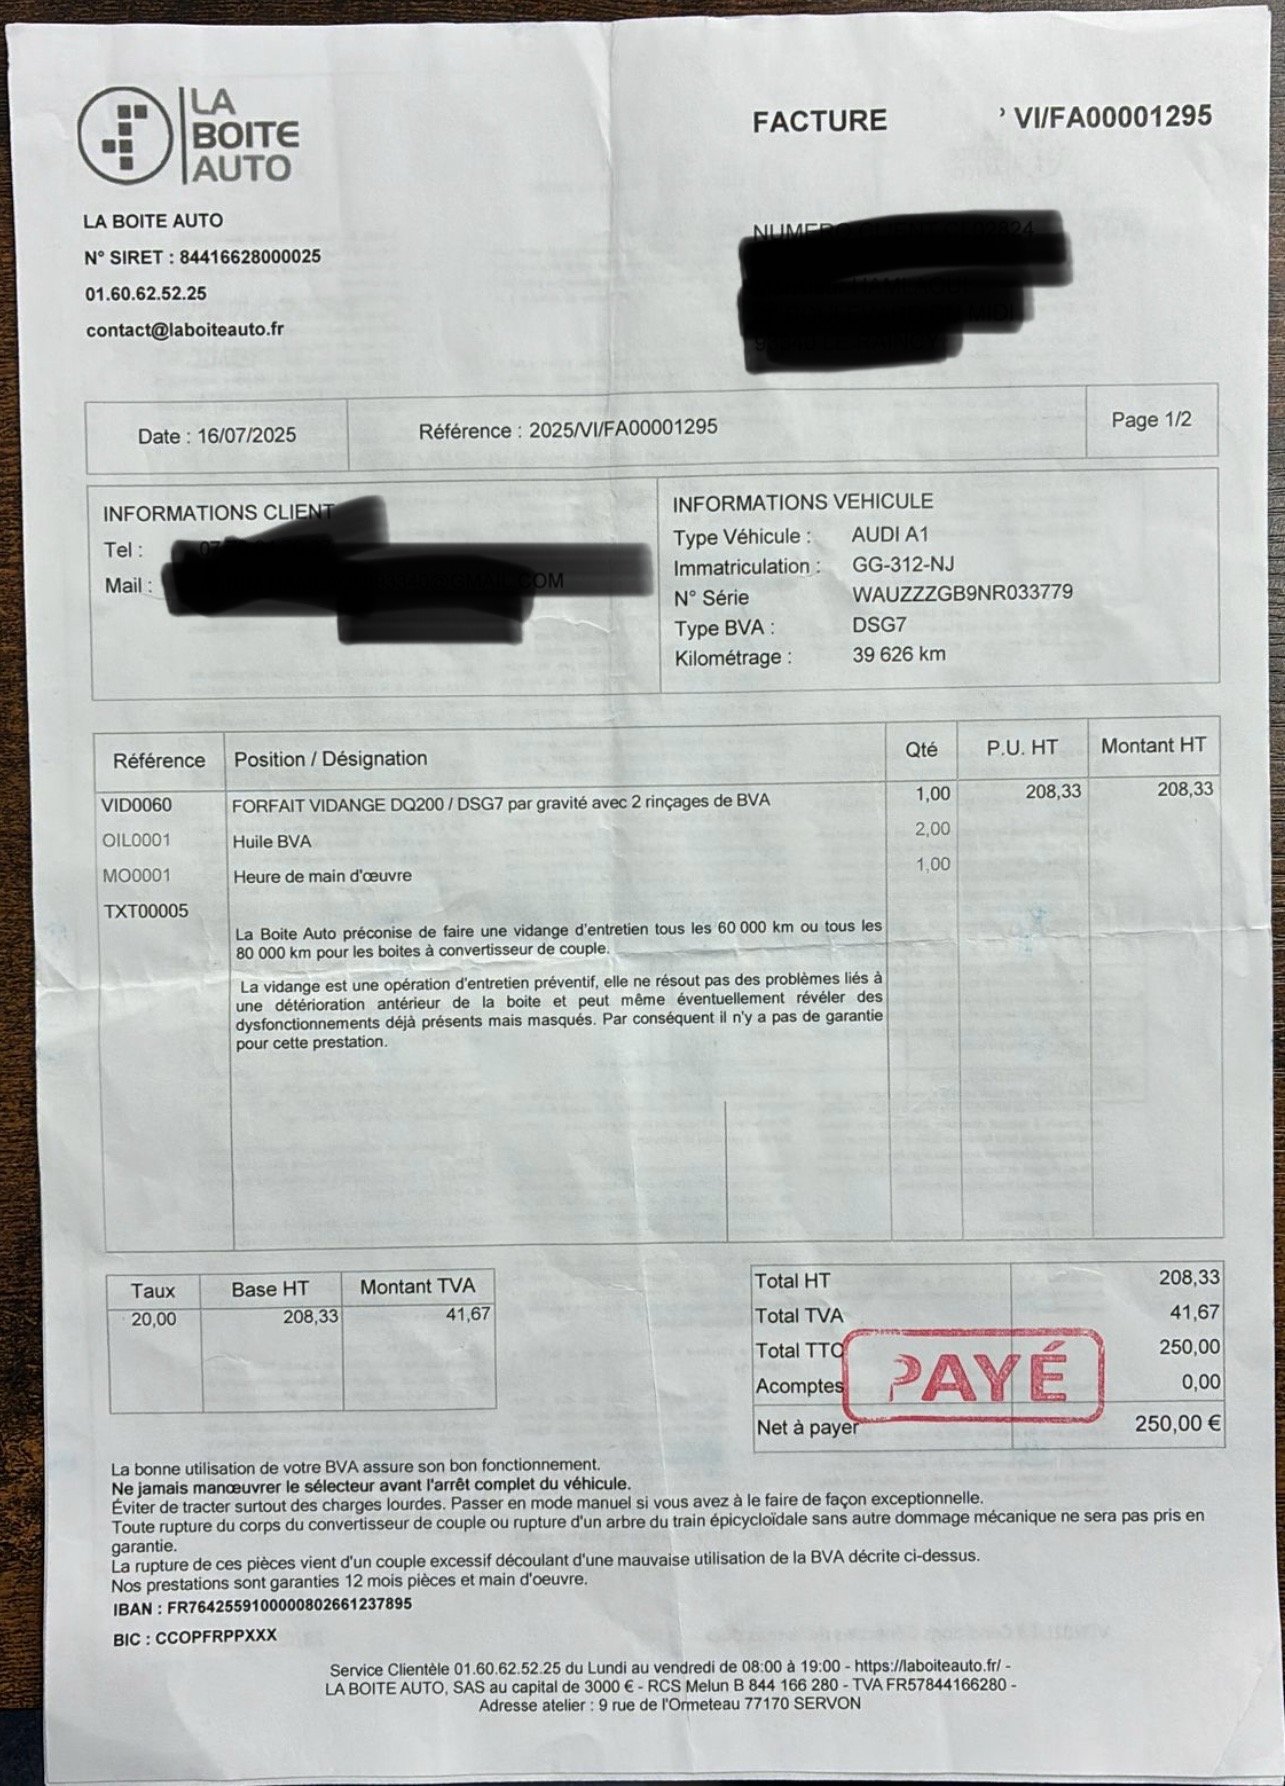 LA
BOITE
AUTO
FACTURE
VI/FA00001295
LA BOITE AUTO
N° SIRET : 84416628000025
01.60.62.52.25
contact@laboiteauto.fr
Date : 16/07/2025
Référence : 2025/VI/FA00001295
Page 1/2
INFORMATIONS CLIENT
Tel :
Mail :
INFORMATIONS VEHICULE
Type Véhicule : AUDI A1
Immatriculation : GG-312-NJ
N° Série WAUZZZGB9NR033779
Type BVA : DSG7
Kilométrage : 39 626 km
Référence Position / Désignation Qté P.U. HT Montant HT
VID0060 FORFAIT VIDANGE DQ200 / DSG7 par gravité avec 2 rinçages de BVA 1,00 208,33 208,33
OIL0001 Huile BVA 2,00
MO0001 Heure de main d'œuvre 1,00
TXT00005
La Boite Auto préconise de faire une vidange d'entretien tous les 60 000 km ou tous les
80 000 km pour les boites à convertisseur de couple.
La vidange est une opération d'entretien préventif, elle ne résout pas des problèmes liés à
une détérioration antérieur de la boite et peut même éventuellement révéler des
dysfonctionnements déjà présents mais masqués. Par conséquent il n'y a pas de garantie
pour cette prestation.
Taux Base HT Montant TVA
20,00 208,33 41,67
Total HT 208,33
Total TVA 41,67
Total TTC 250,00
Acomptes 0,00
Net à payer 250,00 €
PAYÉ
La bonne utilisation de votre BVA assure son bon fonctionnement.
Ne jamais manœuvrer le sélecteur avant l'arrêt complet du véhicule.
Éviter de tracter surtout des charges lourdes. Passer en mode manuel si vous avez à le faire de façon exceptionnelle.
Toute rupture du corps du convertisseur de couple ou rupture d'un arbre du train épicycloïdale sans autre dommage mécanique ne sera pas pris en
garantie.
La rupture de ces pièces vient d'un couple excessif découlant d'une mauvaise utilisation de la BVA décrite ci-dessus.
Nos prestations sont garanties 12 mois pièces et main d'oeuvre.
IBAN : FR7642559100000802661237895
BIC : CCOPFRPPXXX
Service Clientèle 01.60.62.52.25 du Lundi au vendredi de 08:00 à 19:00 - https://laboiteauto.fr/ -
LA BOITE AUTO, SAS au capital de 3000 € - RCS Melun B 844 166 280 - TVA FR57844166280 -
Adresse atelier : 9 rue de l'Ormeteau 77170 SERVON